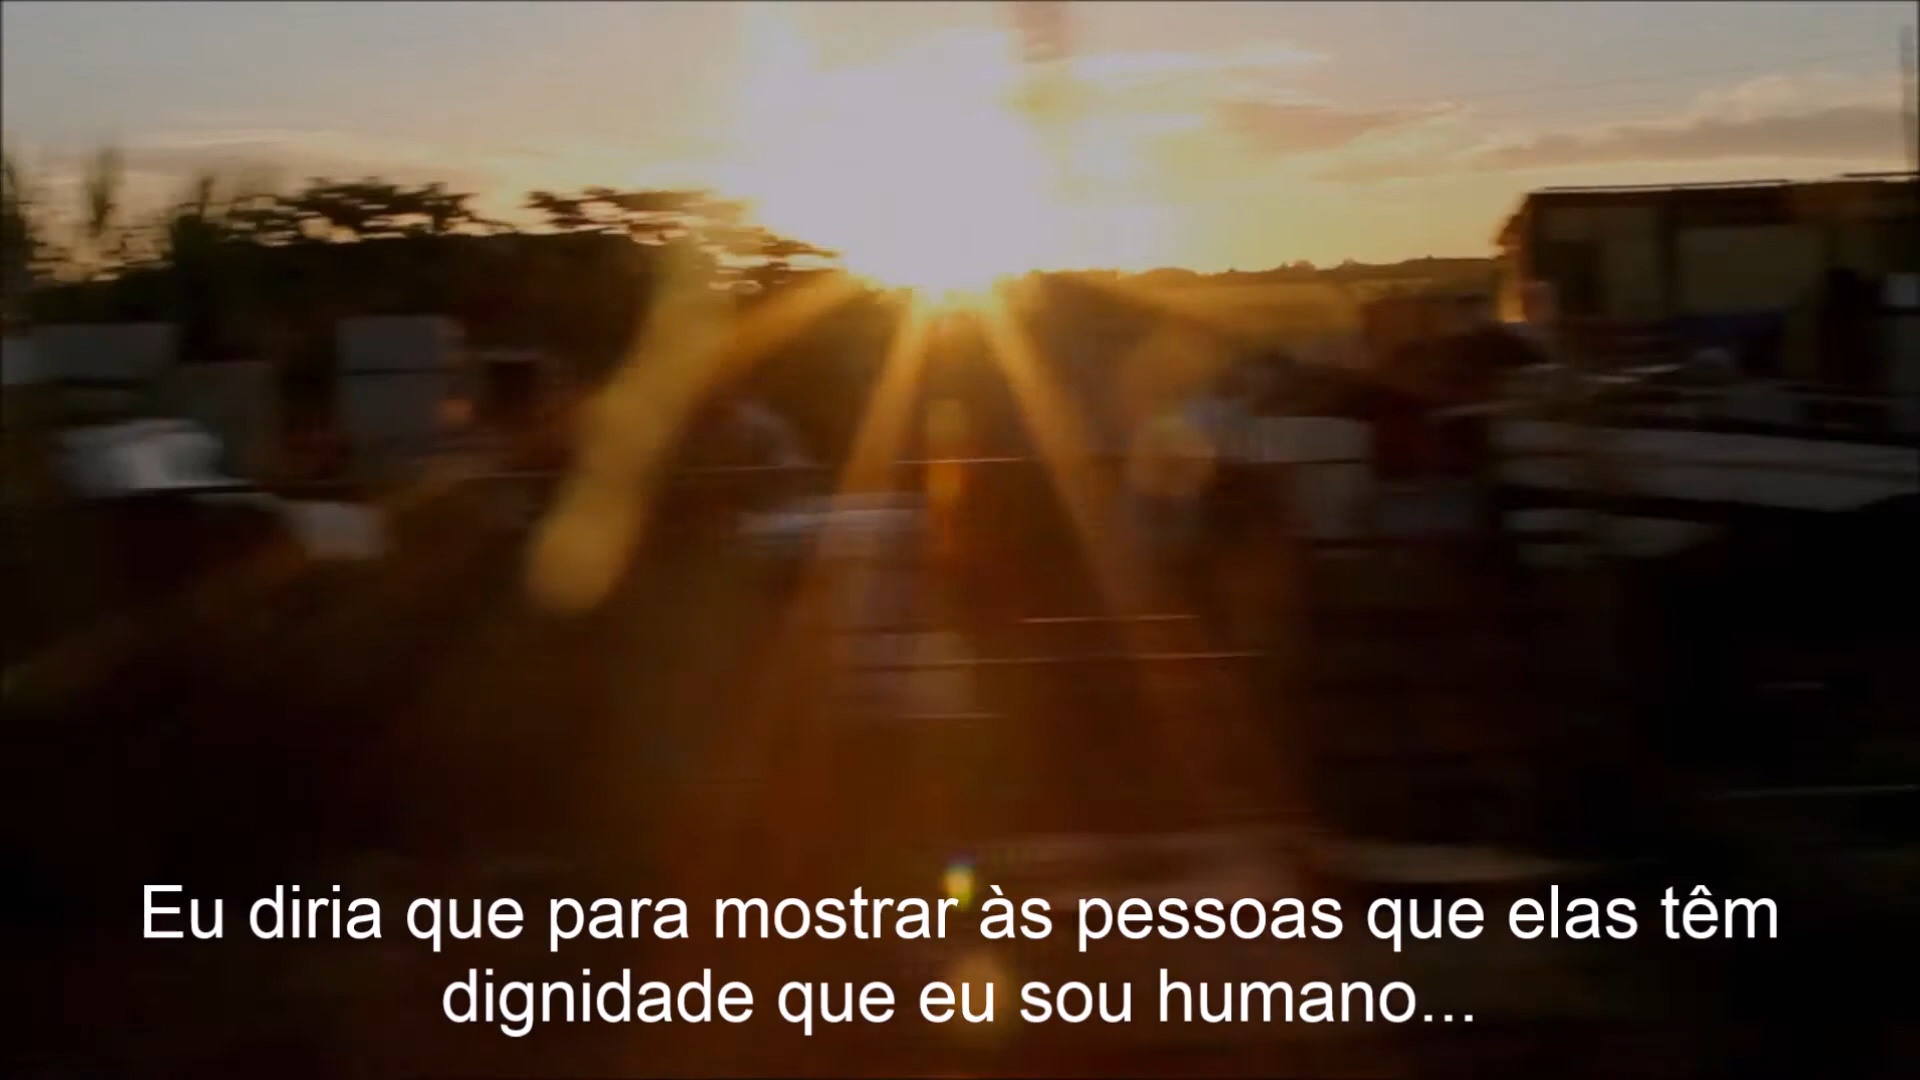 Eu diria que para mostrar às pessoas que elas têm
dignidade que eu sou humano...